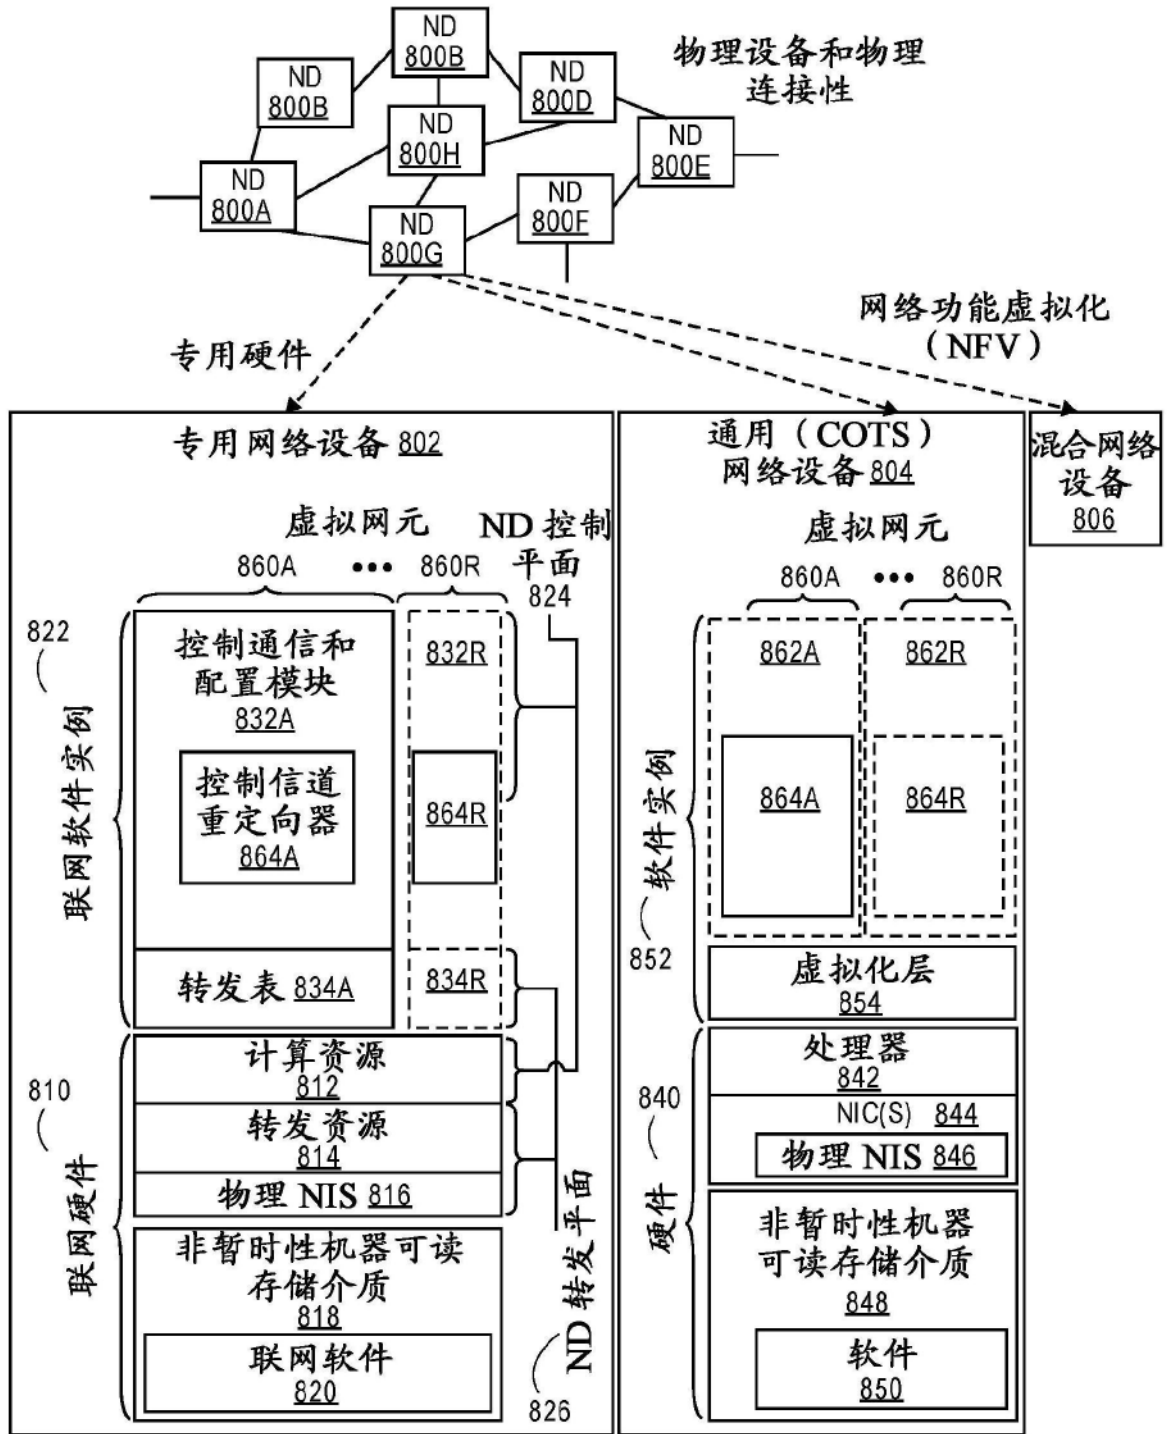 ND
800B
物理设备和物理
连接性
ND
800B
ND
800D
ND
800H
ND
800E
ND
800A
ND
800F
ND
800G
网络功能虚拟化
(NFV)
专用硬件
专用网络设备 802
通用(COTS)
网络设备 804
混合网络
设备
806
虚拟网元
860A ••• 860R
ND 控制
平面
824
虚拟网元
860A ••• 860R
822
联网软件实例
控制通信和
配置模块
832A
控制信道
重定向器
864A
832R
864R
转发表 834A
834R
810
联网硬件
计算资源
812
转发资源
814
物理 NIS 816
非暂时性机器可读
存储介质
818
联网软件
820
ND 转发平面
826
862A
862R
864A
864R
软件实例
852
虚拟化层
854
840
硬件
处理器
842
NIC(S) 844
物理 NIS 846
非暂时性机器
可读存储介质
848
软件
850